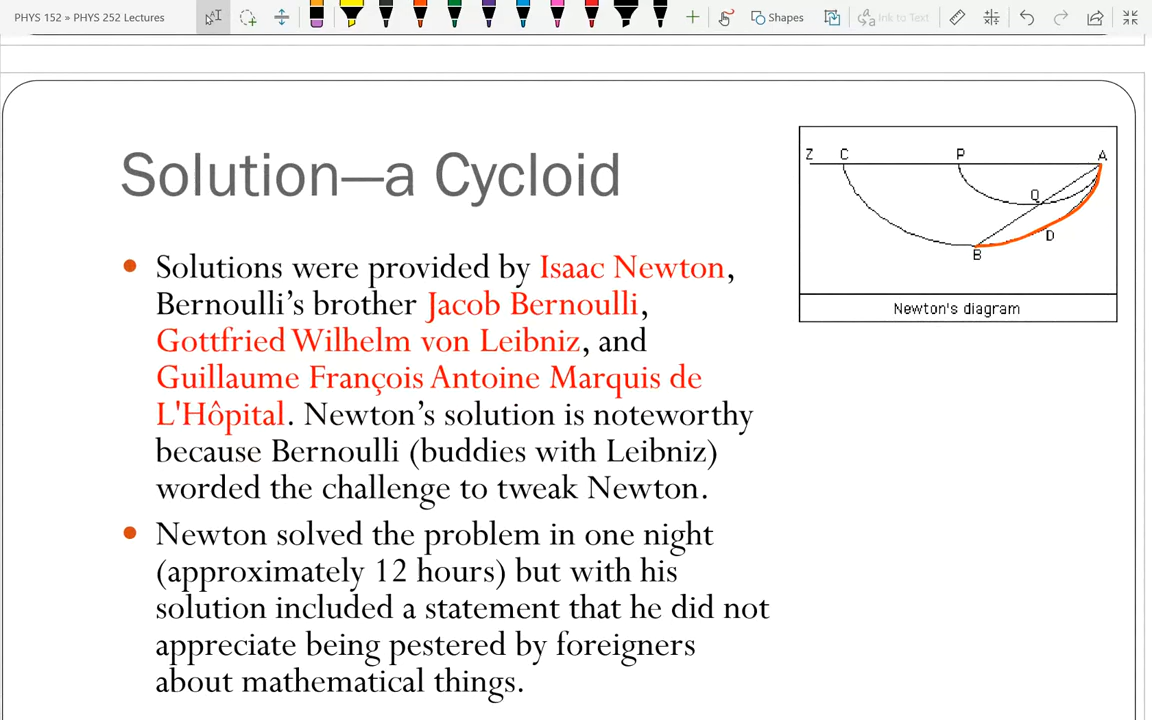 PHYS 152 » PHYS 252 Lectures
Shapes
Ink to Text
Solution—a Cycloid
Z C P A
Q
D
B
Newton's diagram
• Solutions were provided by Isaac Newton,
Bernoulli’s brother Jacob Bernoulli,
Gottfried Wilhelm von Leibniz, and
Guillaume François Antoine Marquis de
L'Hôpital. Newton’s solution is noteworthy
because Bernoulli (buddies with Leibniz)
worded the challenge to tweak Newton.
• Newton solved the problem in one night
(approximately 12 hours) but with his
solution included a statement that he did not
appreciate being pestered by foreigners
about mathematical things.